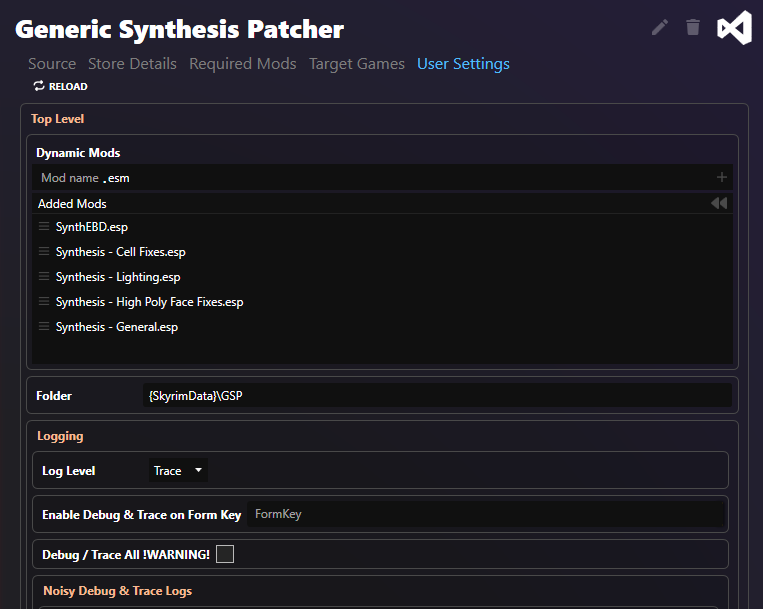 Generic Synthesis Patcher
Source Store Details Required Mods Target Games User Settings
RELOAD
Top Level
Dynamic Mods
Mod name .esm
Added Mods
SynthEBD.esp
Synthesis - Cell Fixes.esp
Synthesis - Lighting.esp
Synthesis - High Poly Face Fixes.esp
Synthesis - General.esp
Folder {SkyrimData}\GSP
Logging
Log Level Trace
Enable Debug & Trace on Form Key FormKey
Debug / Trace All !WARNING!
Noisy Debug & Trace Logs